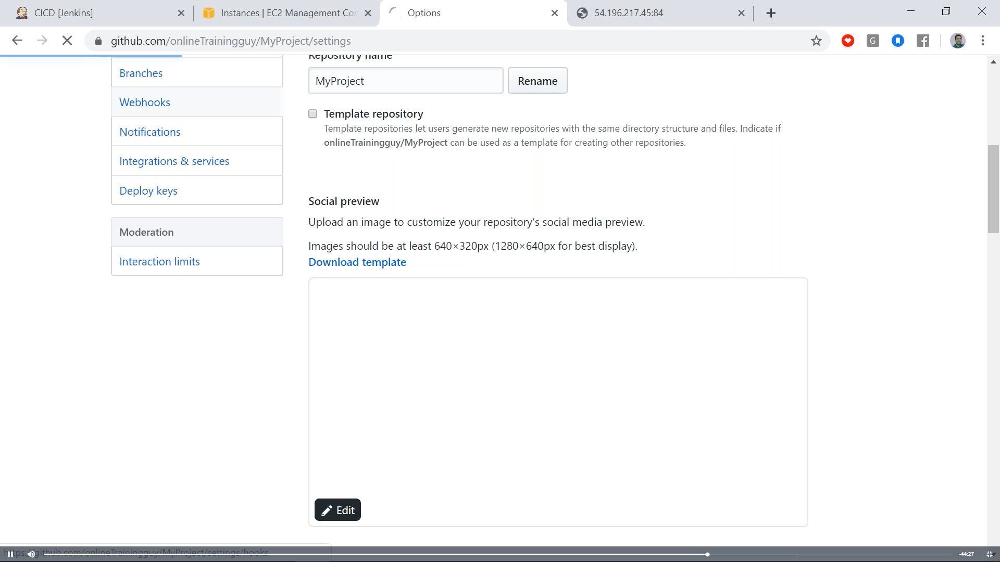 CICD [Jenkins]
Instances | EC2 Management Cor
Options
54.196.217.45:84
github.com/onlineTrainingguy/MyProject/settings
G
Repository name
Branches
MyProject
Rename
Webhooks
Template repository
Template repositories let users generate new repositories with the same directory structure and files. Indicate if
onlineTrainingguy/MyProject can be used as a template for creating other repositories.
Notifications
Integrations & services
Deploy keys
Social preview
Upload an image to customize your repository's social media preview.
Moderation
Images should be at least 640×320px (1280×640px for best display).
Interaction limits
Download template
Edit
https://github.com/onlineTrainingguy/MyProject/settings/hooks
-44:27